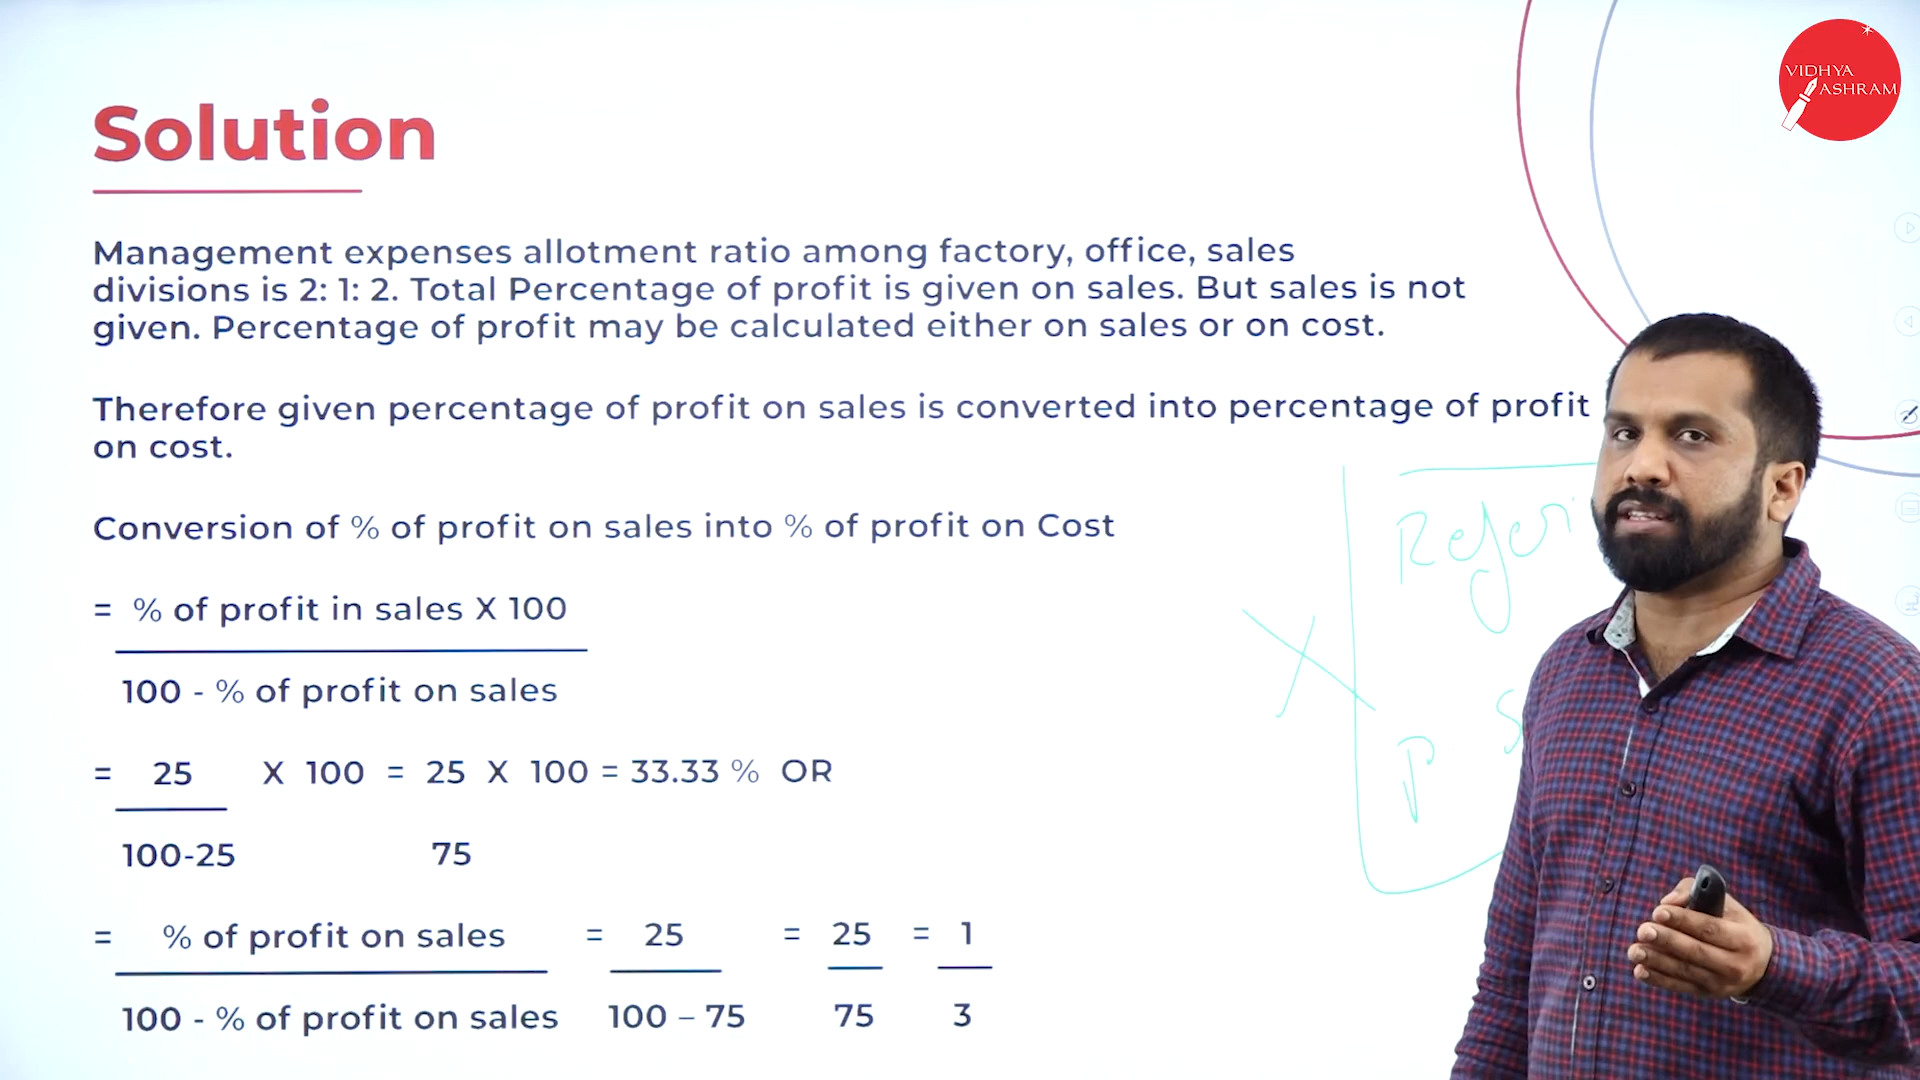 VIDHYA
ASHRAM
Solution
Management expenses allotment ratio among factory, office, sales
divisions is 2: 1: 2. Total Percentage of profit is given on sales. But sales is not
given. Percentage of profit may be calculated either on sales or on cost.
Therefore given percentage of profit on sales is converted into percentage of profit
on cost.
Conversion of % of profit on sales into % of profit on Cost
= % of profit in sales X 100
100 - % of profit on sales
= 25 X 100 = 25 X 100 = 33.33 % OR
100-25 75
= % of profit on sales = 25 = 25 = 1
100 - % of profit on sales 100 – 75 75 3
P